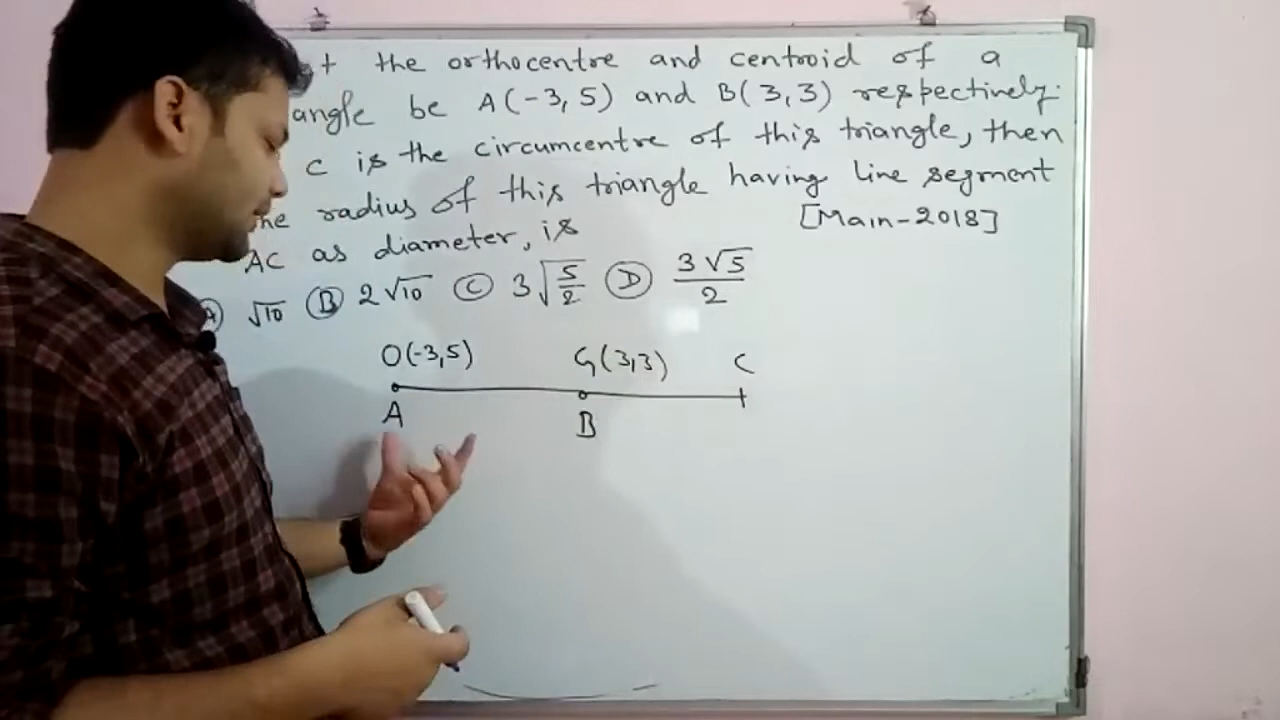 the orthocentre and centroid of a
angle be A(-3, 5) and B(3, 3) respectively.
C is the circumcentre of this triangle, then
radius of this triangle having line segment
AC as diameter, is [Main-2018]
A) √10 (B) 2√10 (C) 3√(5/2) (D) 3√5/2
O(-3,5) G(3,3) C
A B